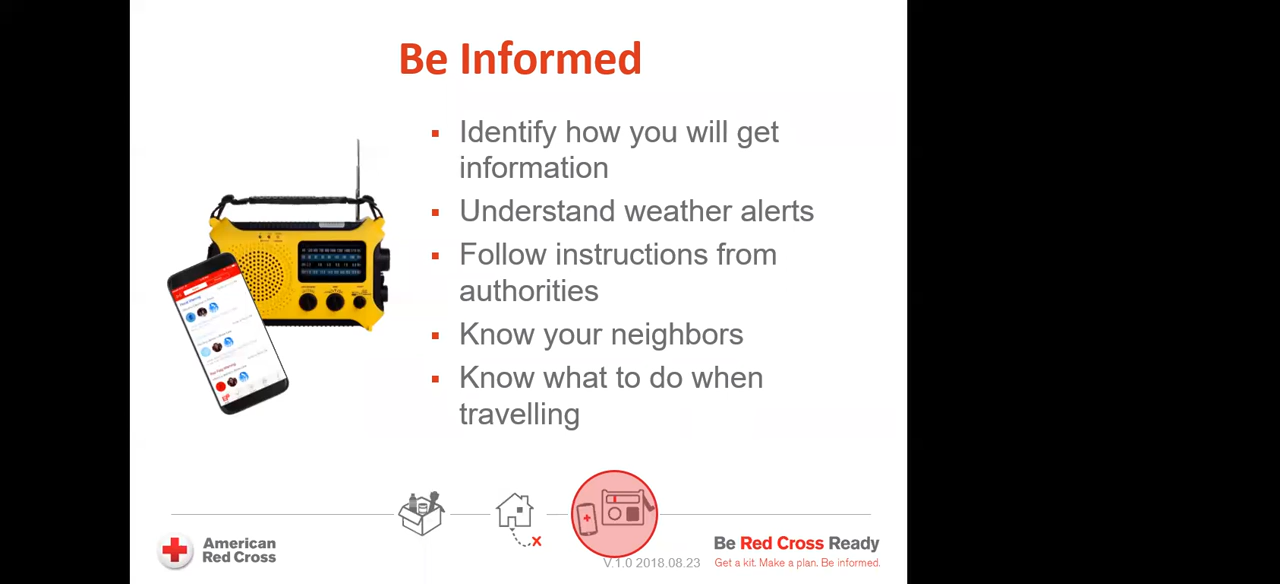 Be Informed
Identify how you will get
information
Understand weather alerts
Follow instructions from
authorities
Know your neighbors
Know what to do when
travelling
American
Red Cross
V.1.0 2018.08.23
Be Red Cross Ready
Get a kit. Make a plan. Be informed.